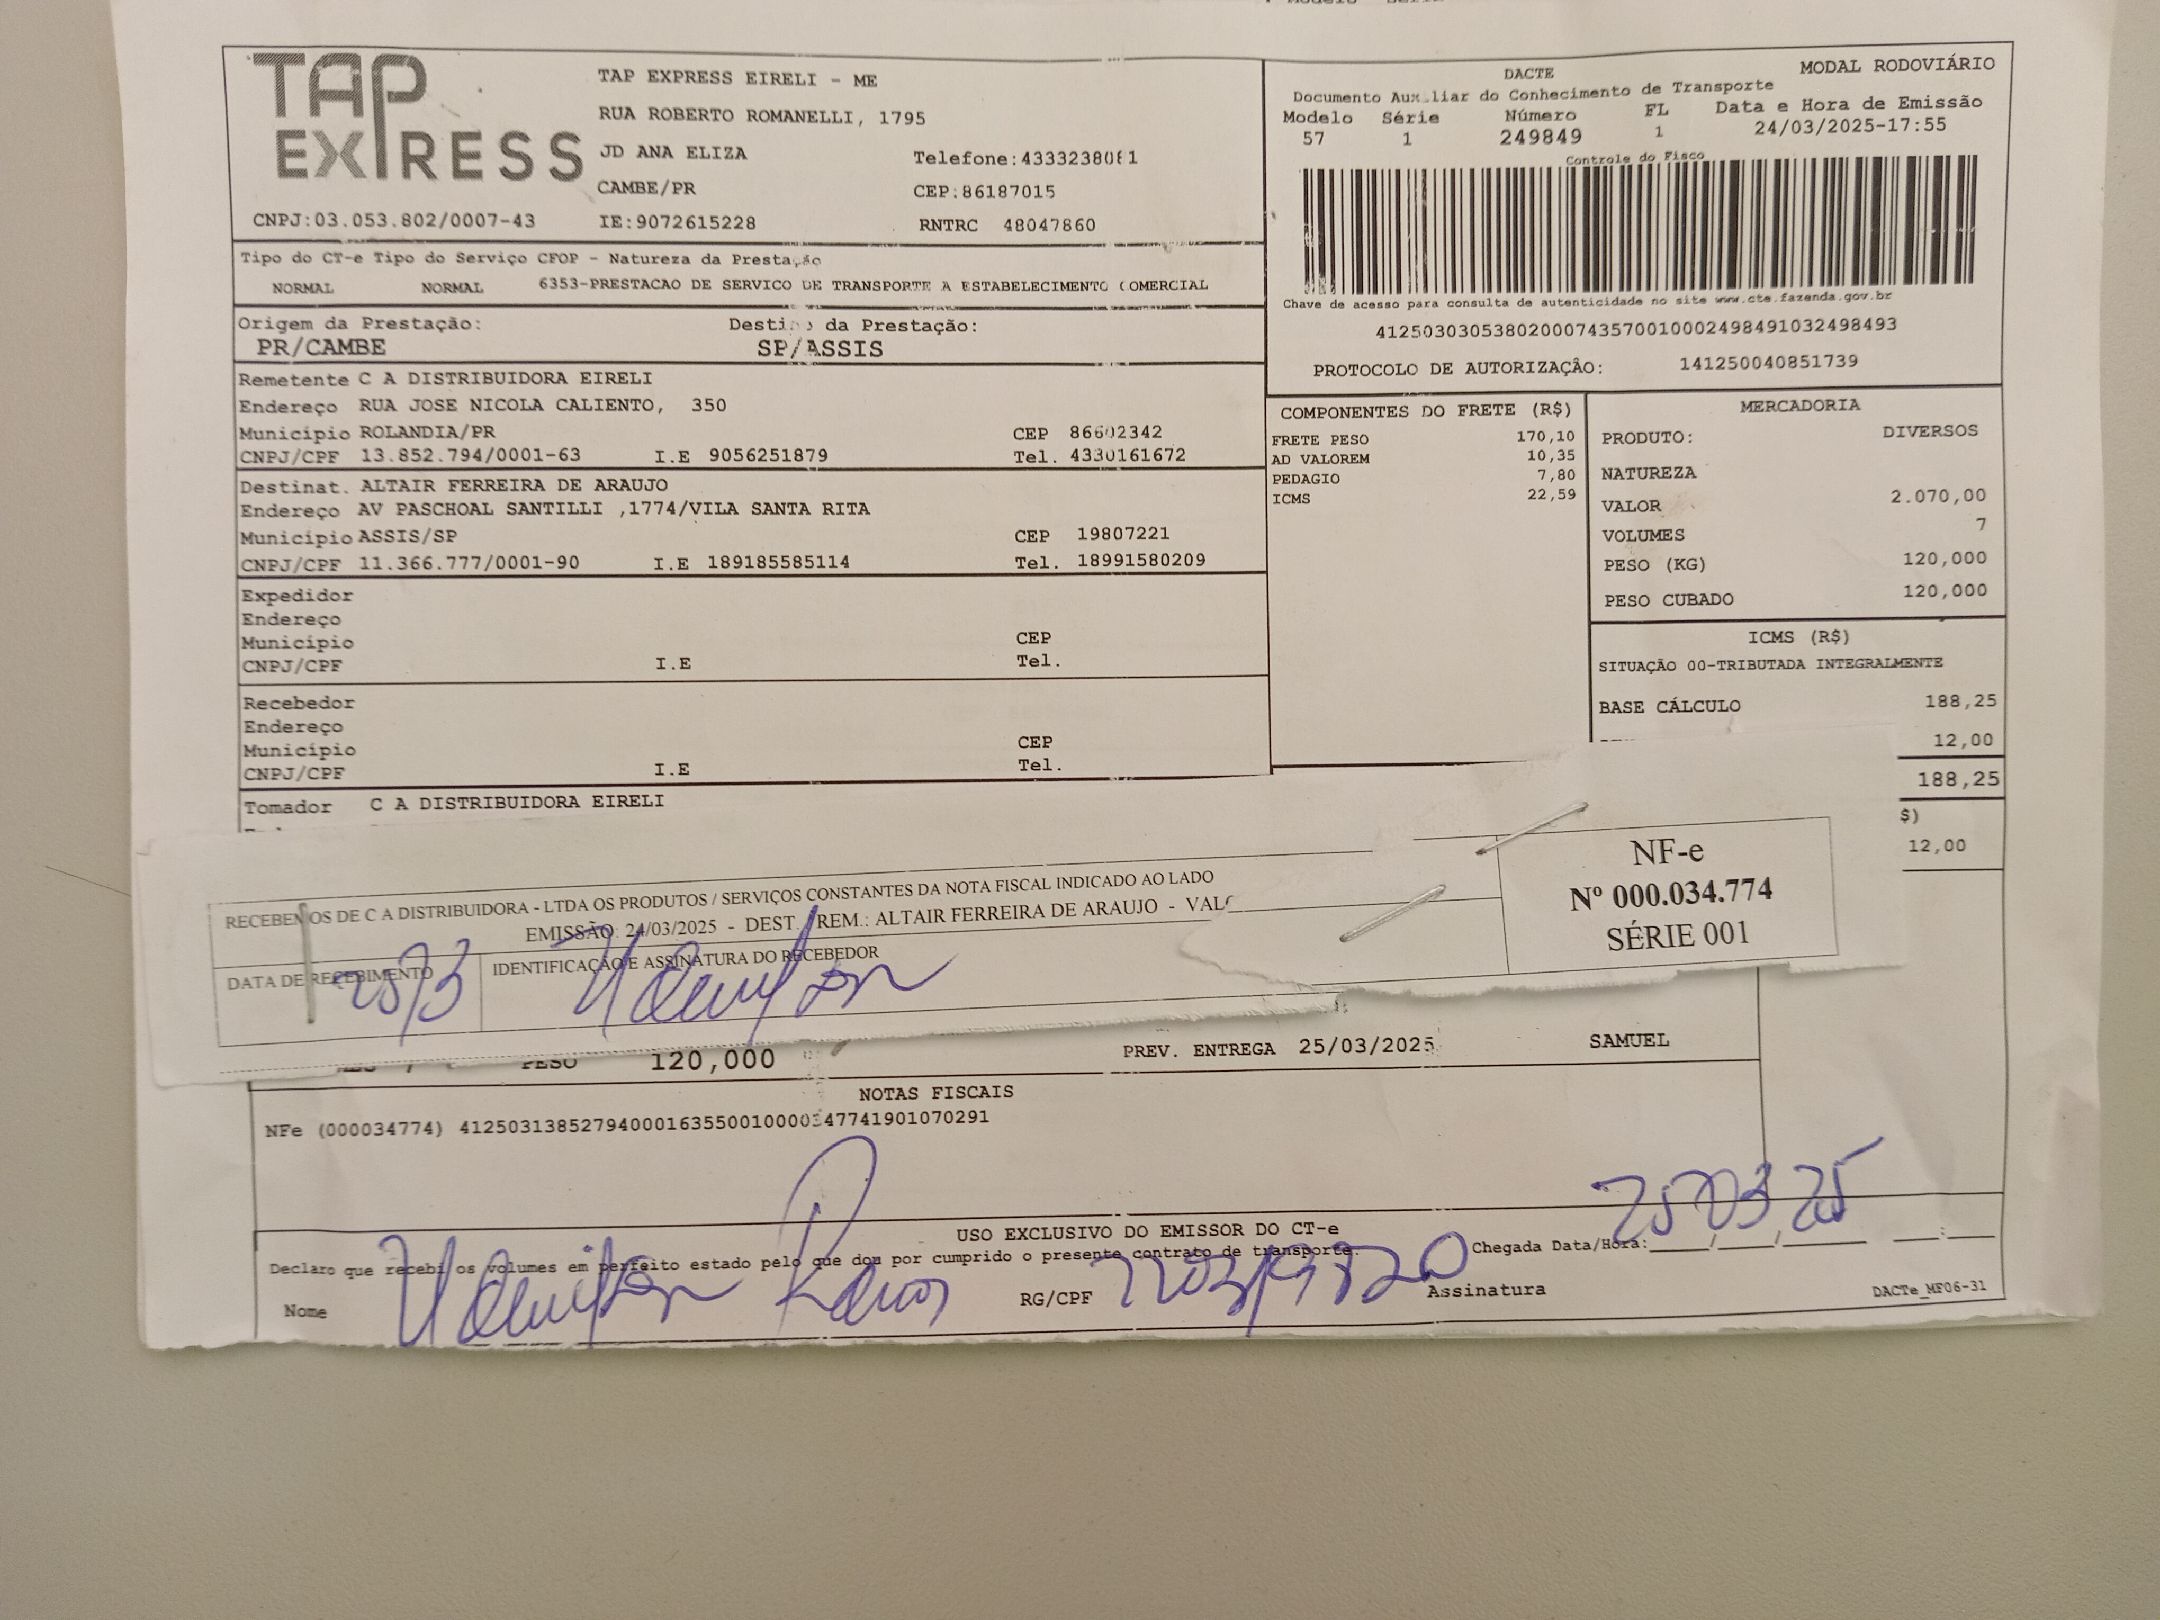 TAP EXPRESS
TAP EXPRESS EIRELI - ME
RUA ROBERTO ROMANELLI, 1795
JD ANA ELIZA
Telefone:4333238081
CAMBE/PR
CEP:86187015
CNPJ:03.053.802/0007-43
IE:9072615228
RNTRC 48047860
DACTE
MODAL RODOVIÁRIO
Documento Auxiliar do Conhecimento de Transporte
Modelo Série Número FL Data e Hora de Emissão
57 1 249849 1 24/03/2025-17:55
Controle do Fisco
Chave de acesso para consulta de autenticidade no site www.cte.fazenda.gov.br
41250303053802000743570010002498491032498493
PROTOCOLO DE AUTORIZAÇÂO: 141250040851739
Tipo do CT-e Tipo do Serviço CFOP - Natureza da Prestação
NORMAL NORMAL 6353-PRESTACAO DE SERVICO DE TRANSPORTE A ESTABELECIMENTO COMERCIAL
Origem da Prestação: Destino da Prestação:
PR/CAMBE SP/ASSIS
Remetente C A DISTRIBUIDORA EIRELI
Endereço RUA JOSE NICOLA CALIENTO, 350
Município ROLANDIA/PR CEP 86602342
CNPJ/CPF 13.852.794/0001-63 I.E 9056251879 Tel. 4330161672
Destinat. ALTAIR FERREIRA DE ARAUJO
Endereço AV PASCHOAL SANTILLI ,1774/VILA SANTA RITA
Município ASSIS/SP CEP 19807221
CNPJ/CPF 11.366.777/0001-90 I.E 189185585114 Tel. 18991580209
Expedidor
Endereço
Município CEP
CNPJ/CPF I.E Tel.
Recebedor
Endereço
Município CEP
CNPJ/CPF I.E Tel.
Tomador C A DISTRIBUIDORA EIRELI
COMPONENTES DO FRETE (R$)
FRETE PESO 170,10
AD VALOREM 10,35
PEDAGIO 7,80
ICMS 22,59
MERCADORIA
PRODUTO: DIVERSOS
NATUREZA
VALOR 2.070,00
VOLUMES 7
PESO (KG) 120,000
PESO CUBADO 120,000
ICMS (R$)
SITUAÇÃO 00-TRIBUTADA INTEGRALMENTE
BASE CÁLCULO 188,25
12,00
188,25
$)
12,00
RECEBEMOS DE C A DISTRIBUIDORA - LTDA OS PRODUTOS / SERVIÇOS CONSTANTES DA NOTA FISCAL INDICADO AO LADO
EMISSÃO: 24/03/2025 - DEST. / REM.: ALTAIR FERREIRA DE ARAUJO -
DATA DE RECEBIMENTO
25/3
IDENTIFICAÇÃO E ASSINATURA DO RECEBEDOR
NF-e
Nº 000.034.774
SÉRIE 001
PESO 120,000
PREV. ENTREGA 25/03/2025 SAMUEL
NOTAS FISCAIS
NFe (000034774) 41250313852794000163550010000347741901070291
USO EXCLUSIVO DO EMISSOR DO CT-e
Declaro que recebi os volumes em perfeito estado pelo que dou por cumprido o presente contrato de transporte.
Chegada Data/Hora: 25 03 25
Nome
RG/CPF
Assinatura
DACTe_MF06-31